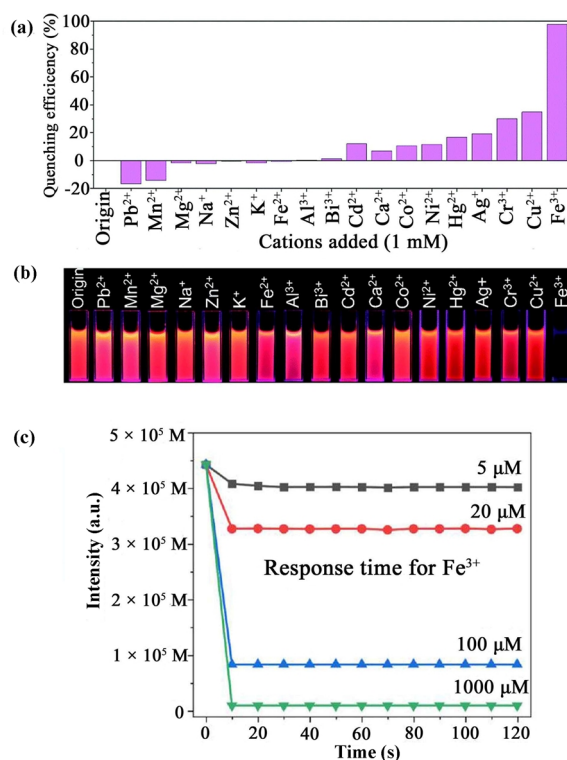 (a)
Quenching efficicency (%)
100
80
60
40
20
0
-20
Origin
Pb²⁺
Mn²⁺
Mg²⁺
Na⁺
Zn²⁺
K⁺
Fe²⁺
Al³⁺
Bi³⁺
Cd²⁺
Ca²⁺
Co²⁺
Ni²⁺
Hg²⁺
Ag⁺
Cr³⁺
Cu²⁺
Fe³⁺
Cations added (1 mM)
(b)
Origin
Pb²⁺
Mn²⁺
Mg²⁺
Na⁺
Zn²⁺
K⁺
Fe²⁺
Al³⁺
Bi³⁺
Cd²⁺
Ca²⁺
Co²⁺
Ni²⁺
Hg²⁺
Ag+
Cr³⁺
Cu²⁺
Fe³⁺
(c)
Intensity (a.u.)
5 × 10⁵ M
4 × 10⁵ M
3 × 10⁵ M
2 × 10⁵ M
1 × 10⁵ M
0
5 µM
20 µM
Response time for Fe³⁺
100 µM
1000 µM
0 20 40 60 80 100 120
Time (s)